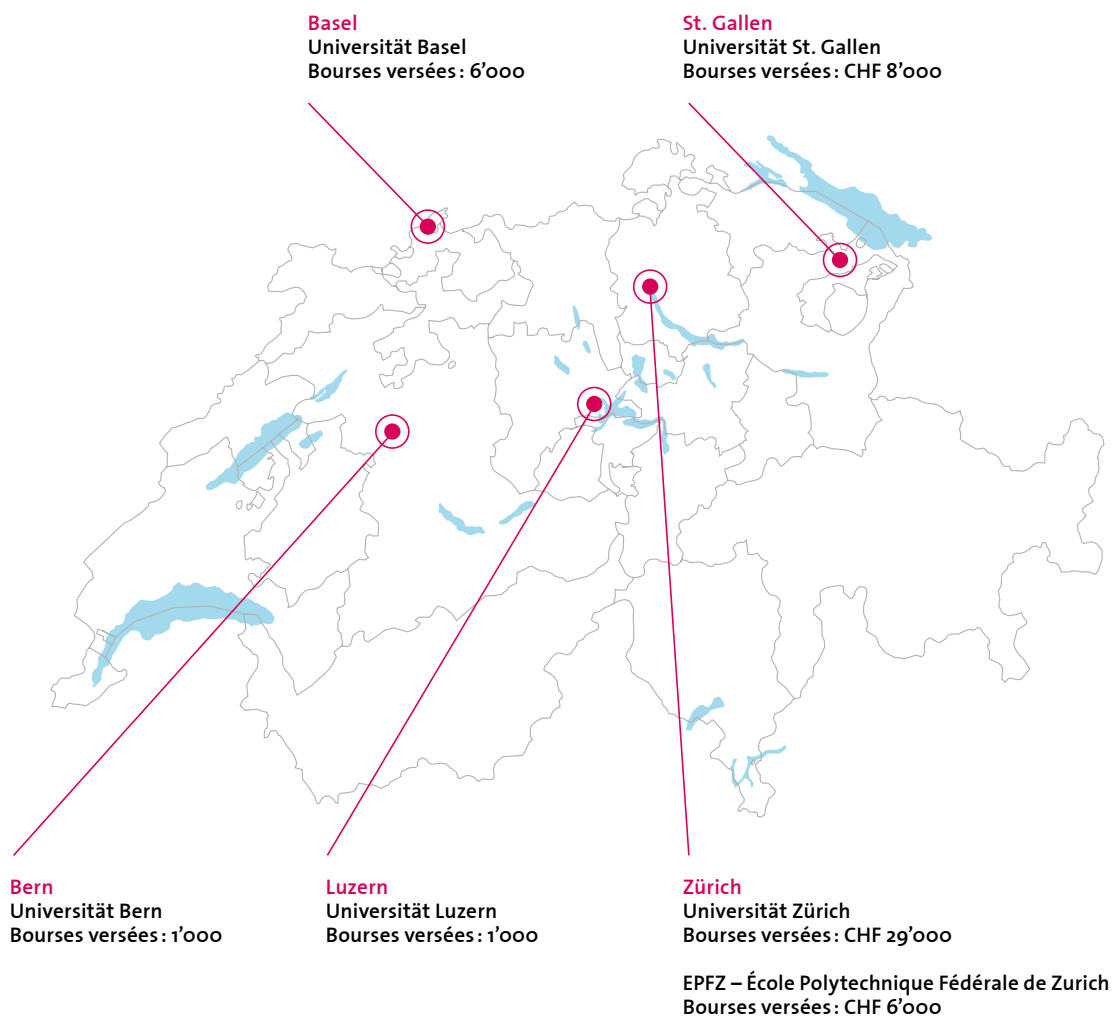 Basel
Universität Basel
Bourses versées : 6’000
St. Gallen
Universität St. Gallen
Bourses versées : CHF 8’000
Bern
Universität Bern
Bourses versées : 1’000
Luzern
Universität Luzern
Bourses versées : 1’000
Zürich
Universität Zürich
Bourses versées : CHF 29’000
EPFZ – École Polytechnique Fédérale de Zurich
Bourses versées : CHF 6’000